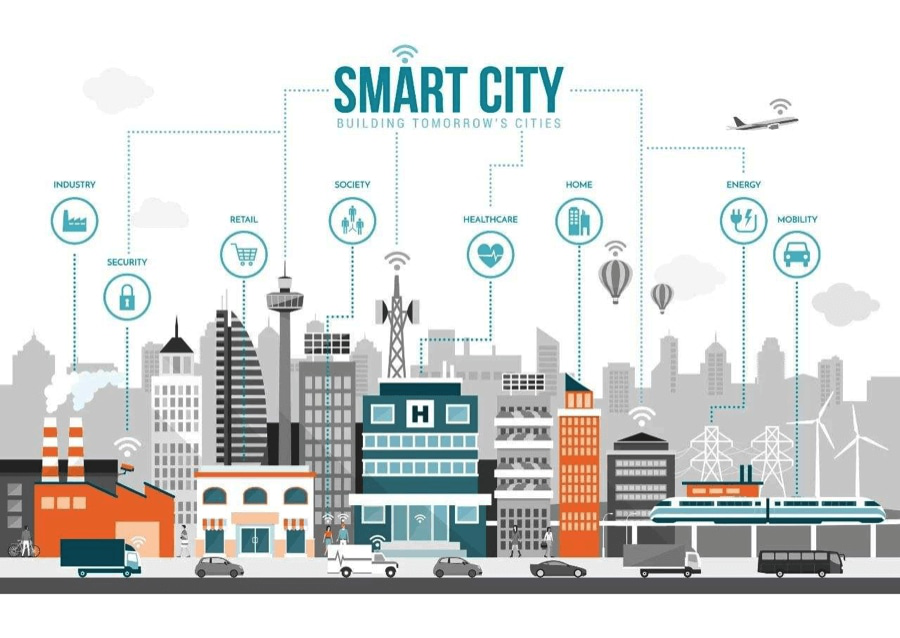 SMART CITY
BUILDING TOMORROW'S CITIES
INDUSTRY
SOCIETY
HOME
ENERGY
RETAIL
HEALTHCARE
MOBILITY
SECURITY
H